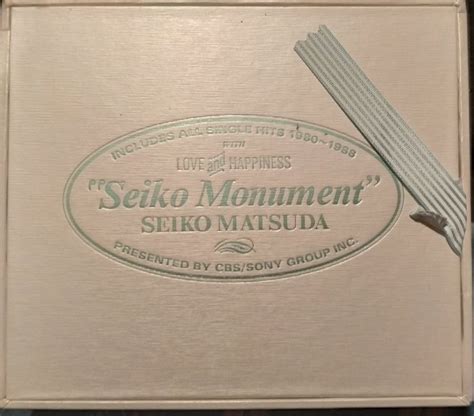 INCLUDES ALL SINGLE HITS 1980~1988
WITH
LOVE and HAPPINESS
"Seiko Monument"
SEIKO MATSUDA
PRESENTED BY CBS/SONY GROUP INC.